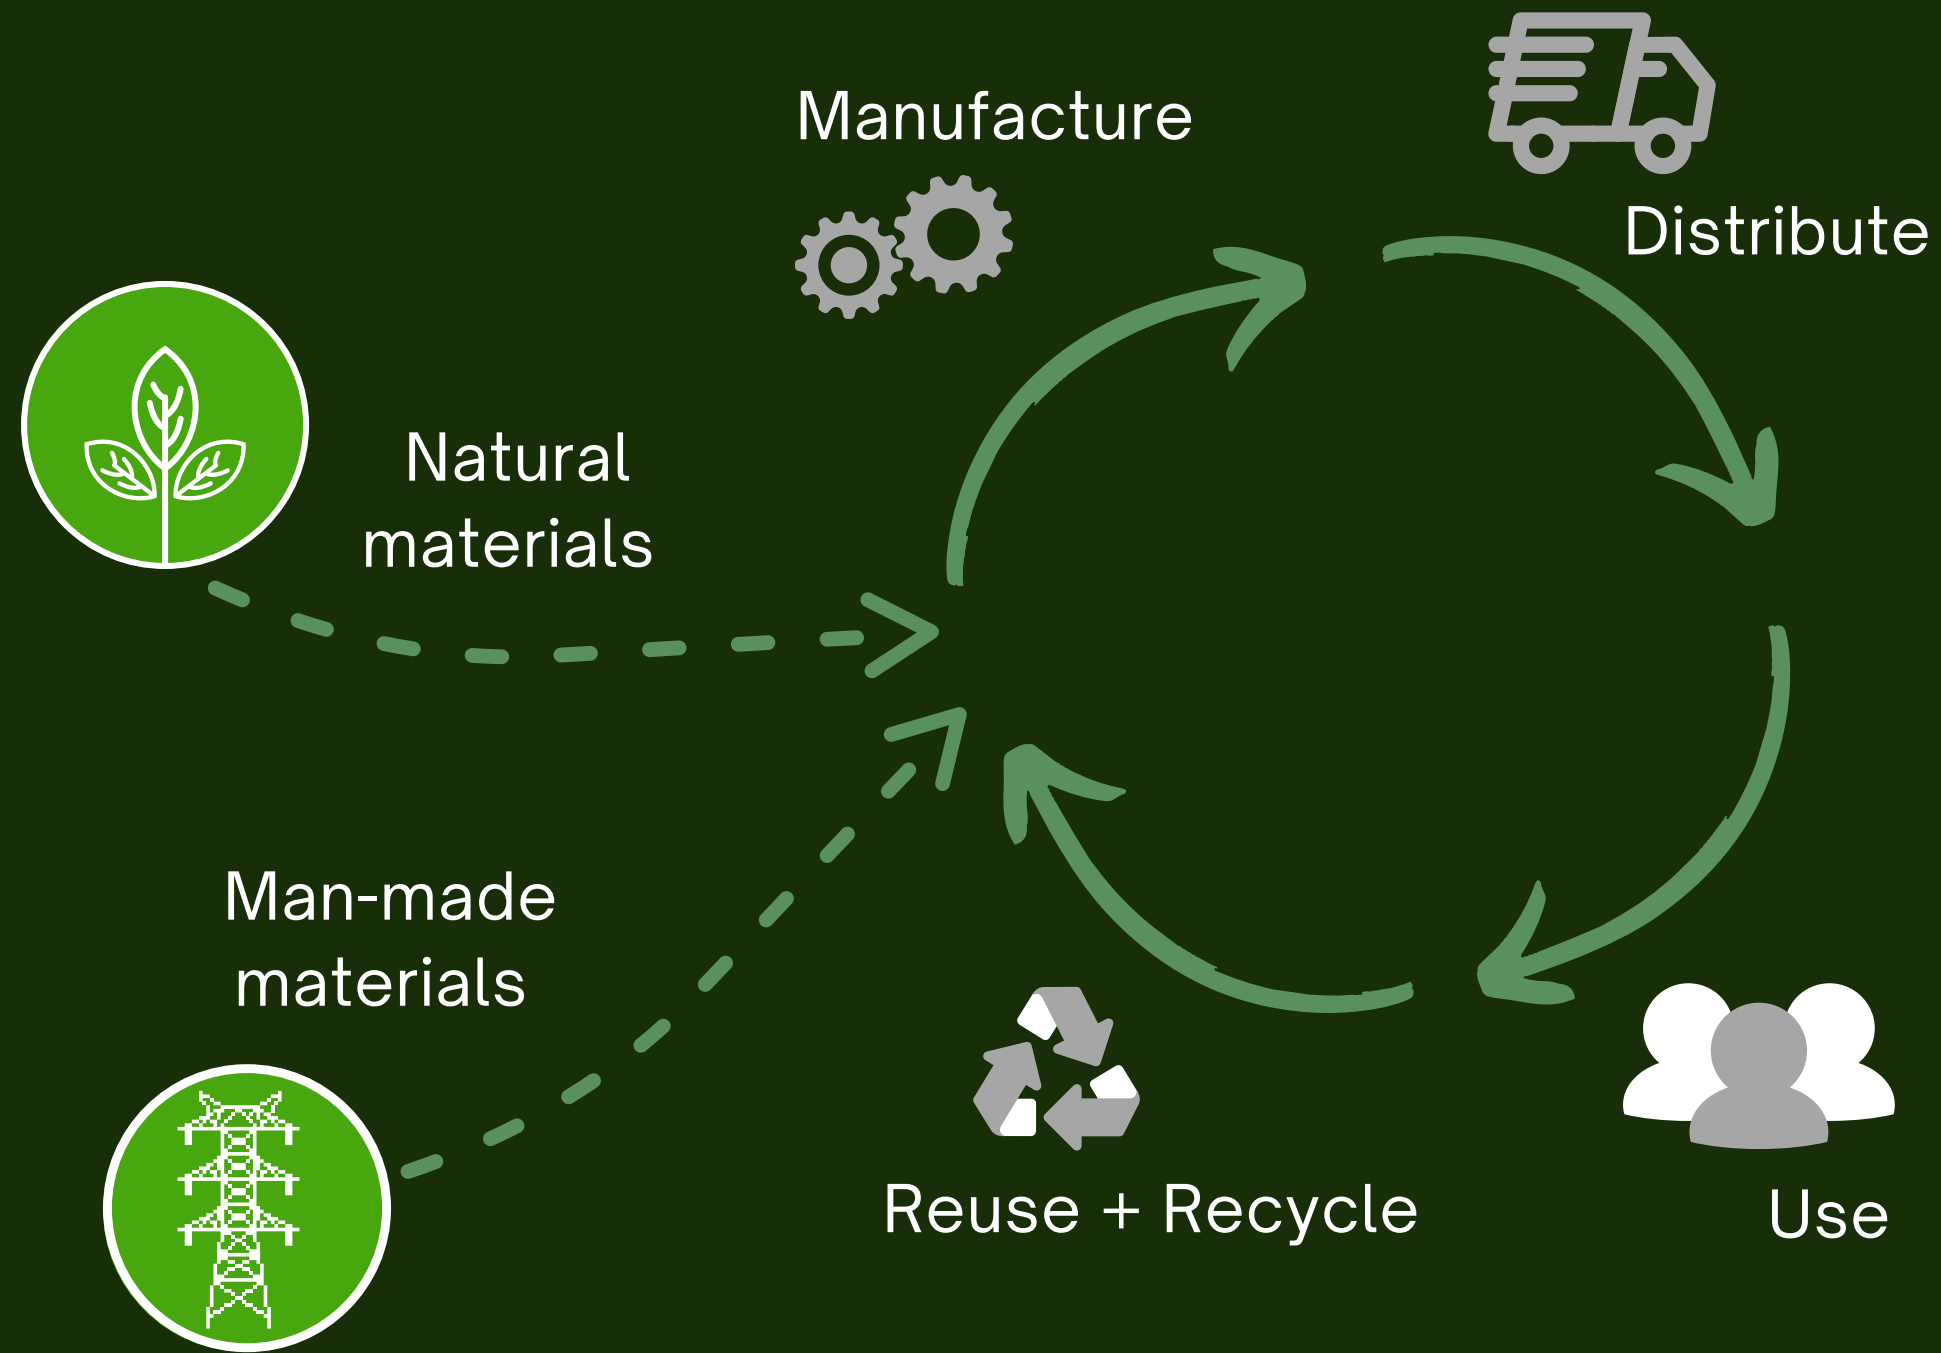 Manufacture
Distribute
Natural
materials
Man-made
materials
Reuse + Recycle
Use